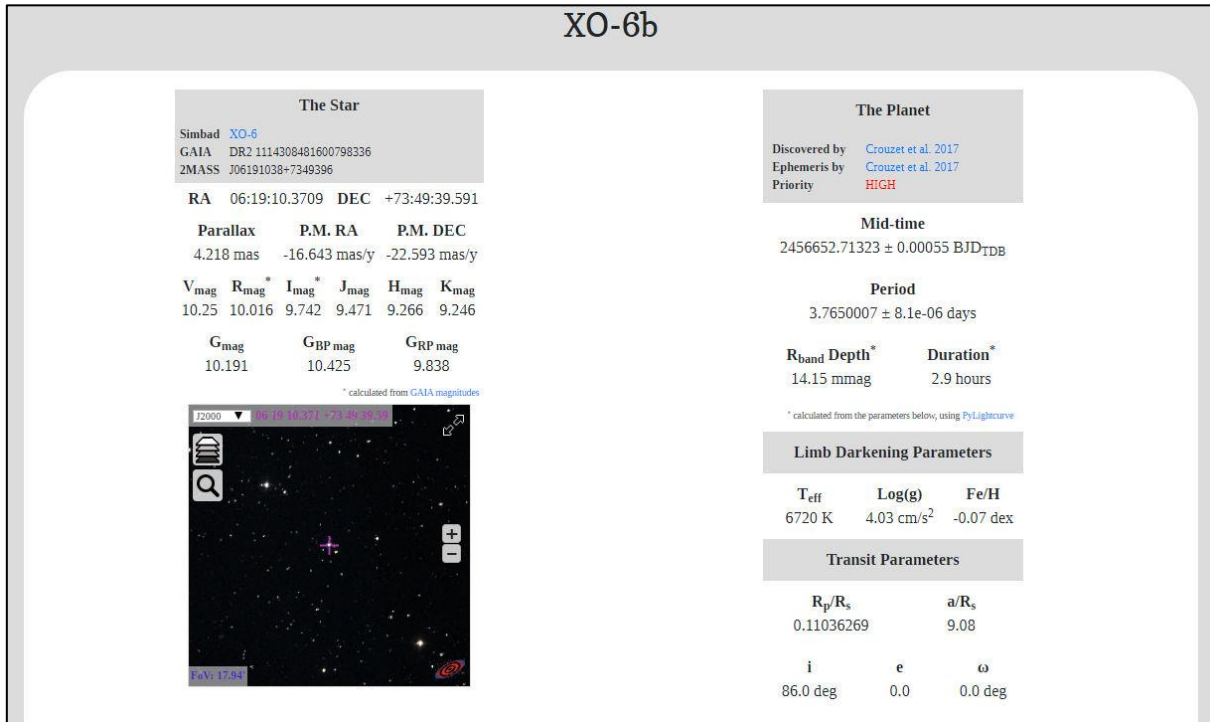 XO-6b
The Star
Simbad XO-6
GAIA DR2 1114308481600798336
2MASS J06191038+7349396
RA 06:19:10.3709 DEC +73:49:39.591
Parallax P.M. RA P.M. DEC
4.218 mas -16.643 mas/y -22.593 mas/y
Vmag Rmag* Imag* Jmag Hmag Kmag
10.25 10.016 9.742 9.471 9.266 9.246
Gmag GBP mag GRP mag
10.191 10.425 9.838
* calculated from GAIA magnitudes
J2000 ▼ 06 19 10.371 +73 49 39.59
+
−
FoV: 17.94'
The Planet
Discovered by Crouzet et al. 2017
Ephemeris by Crouzet et al. 2017
Priority HIGH
Mid-time
2456652.71323 ± 0.00055 BJDTDB
Period
3.7650007 ± 8.1e-06 days
Rband Depth* Duration*
14.15 mmag 2.9 hours
* calculated from the parameters below, using PyLightcurve
Limb Darkening Parameters
Teff Log(g) Fe/H
6720 K 4.03 cm/s² -0.07 dex
Transit Parameters
Rp/Rs a/Rs
0.11036269 9.08
i e ω
86.0 deg 0.0 0.0 deg